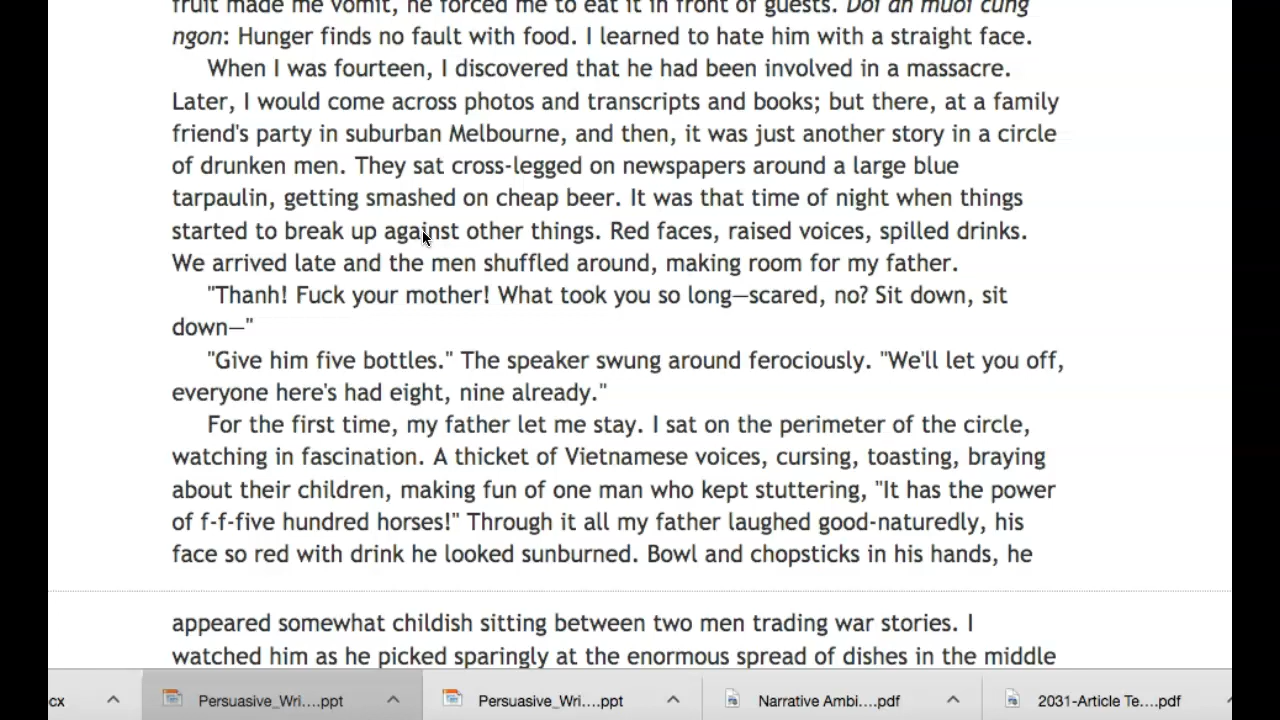 fruit made me vomit, he forced me to eat it in front of guests. Doi an muoi cung
ngon: Hunger finds no fault with food. I learned to hate him with a straight face.
When I was fourteen, I discovered that he had been involved in a massacre.
Later, I would come across photos and transcripts and books; but there, at a family
friend's party in suburban Melbourne, and then, it was just another story in a circle
of drunken men. They sat cross-legged on newspapers around a large blue
tarpaulin, getting smashed on cheap beer. It was that time of night when things
started to break up against other things. Red faces, raised voices, spilled drinks.
We arrived late and the men shuffled around, making room for my father.
"Thanh! Fuck your mother! What took you so long—scared, no? Sit down, sit
down—"
"Give him five bottles." The speaker swung around ferociously. "We'll let you off,
everyone here's had eight, nine already."
For the first time, my father let me stay. I sat on the perimeter of the circle,
watching in fascination. A thicket of Vietnamese voices, cursing, toasting, braying
about their children, making fun of one man who kept stuttering, "It has the power
of f-f-five hundred horses!" Through it all my father laughed good-naturedly, his
face so red with drink he looked sunburned. Bowl and chopsticks in his hands, he
appeared somewhat childish sitting between two men trading war stories. I
watched him as he picked sparingly at the enormous spread of dishes in the middle
cx Persuasive_Wri....ppt Persuasive_Wri....ppt Narrative Ambi....pdf 2031-Article Te....pdf